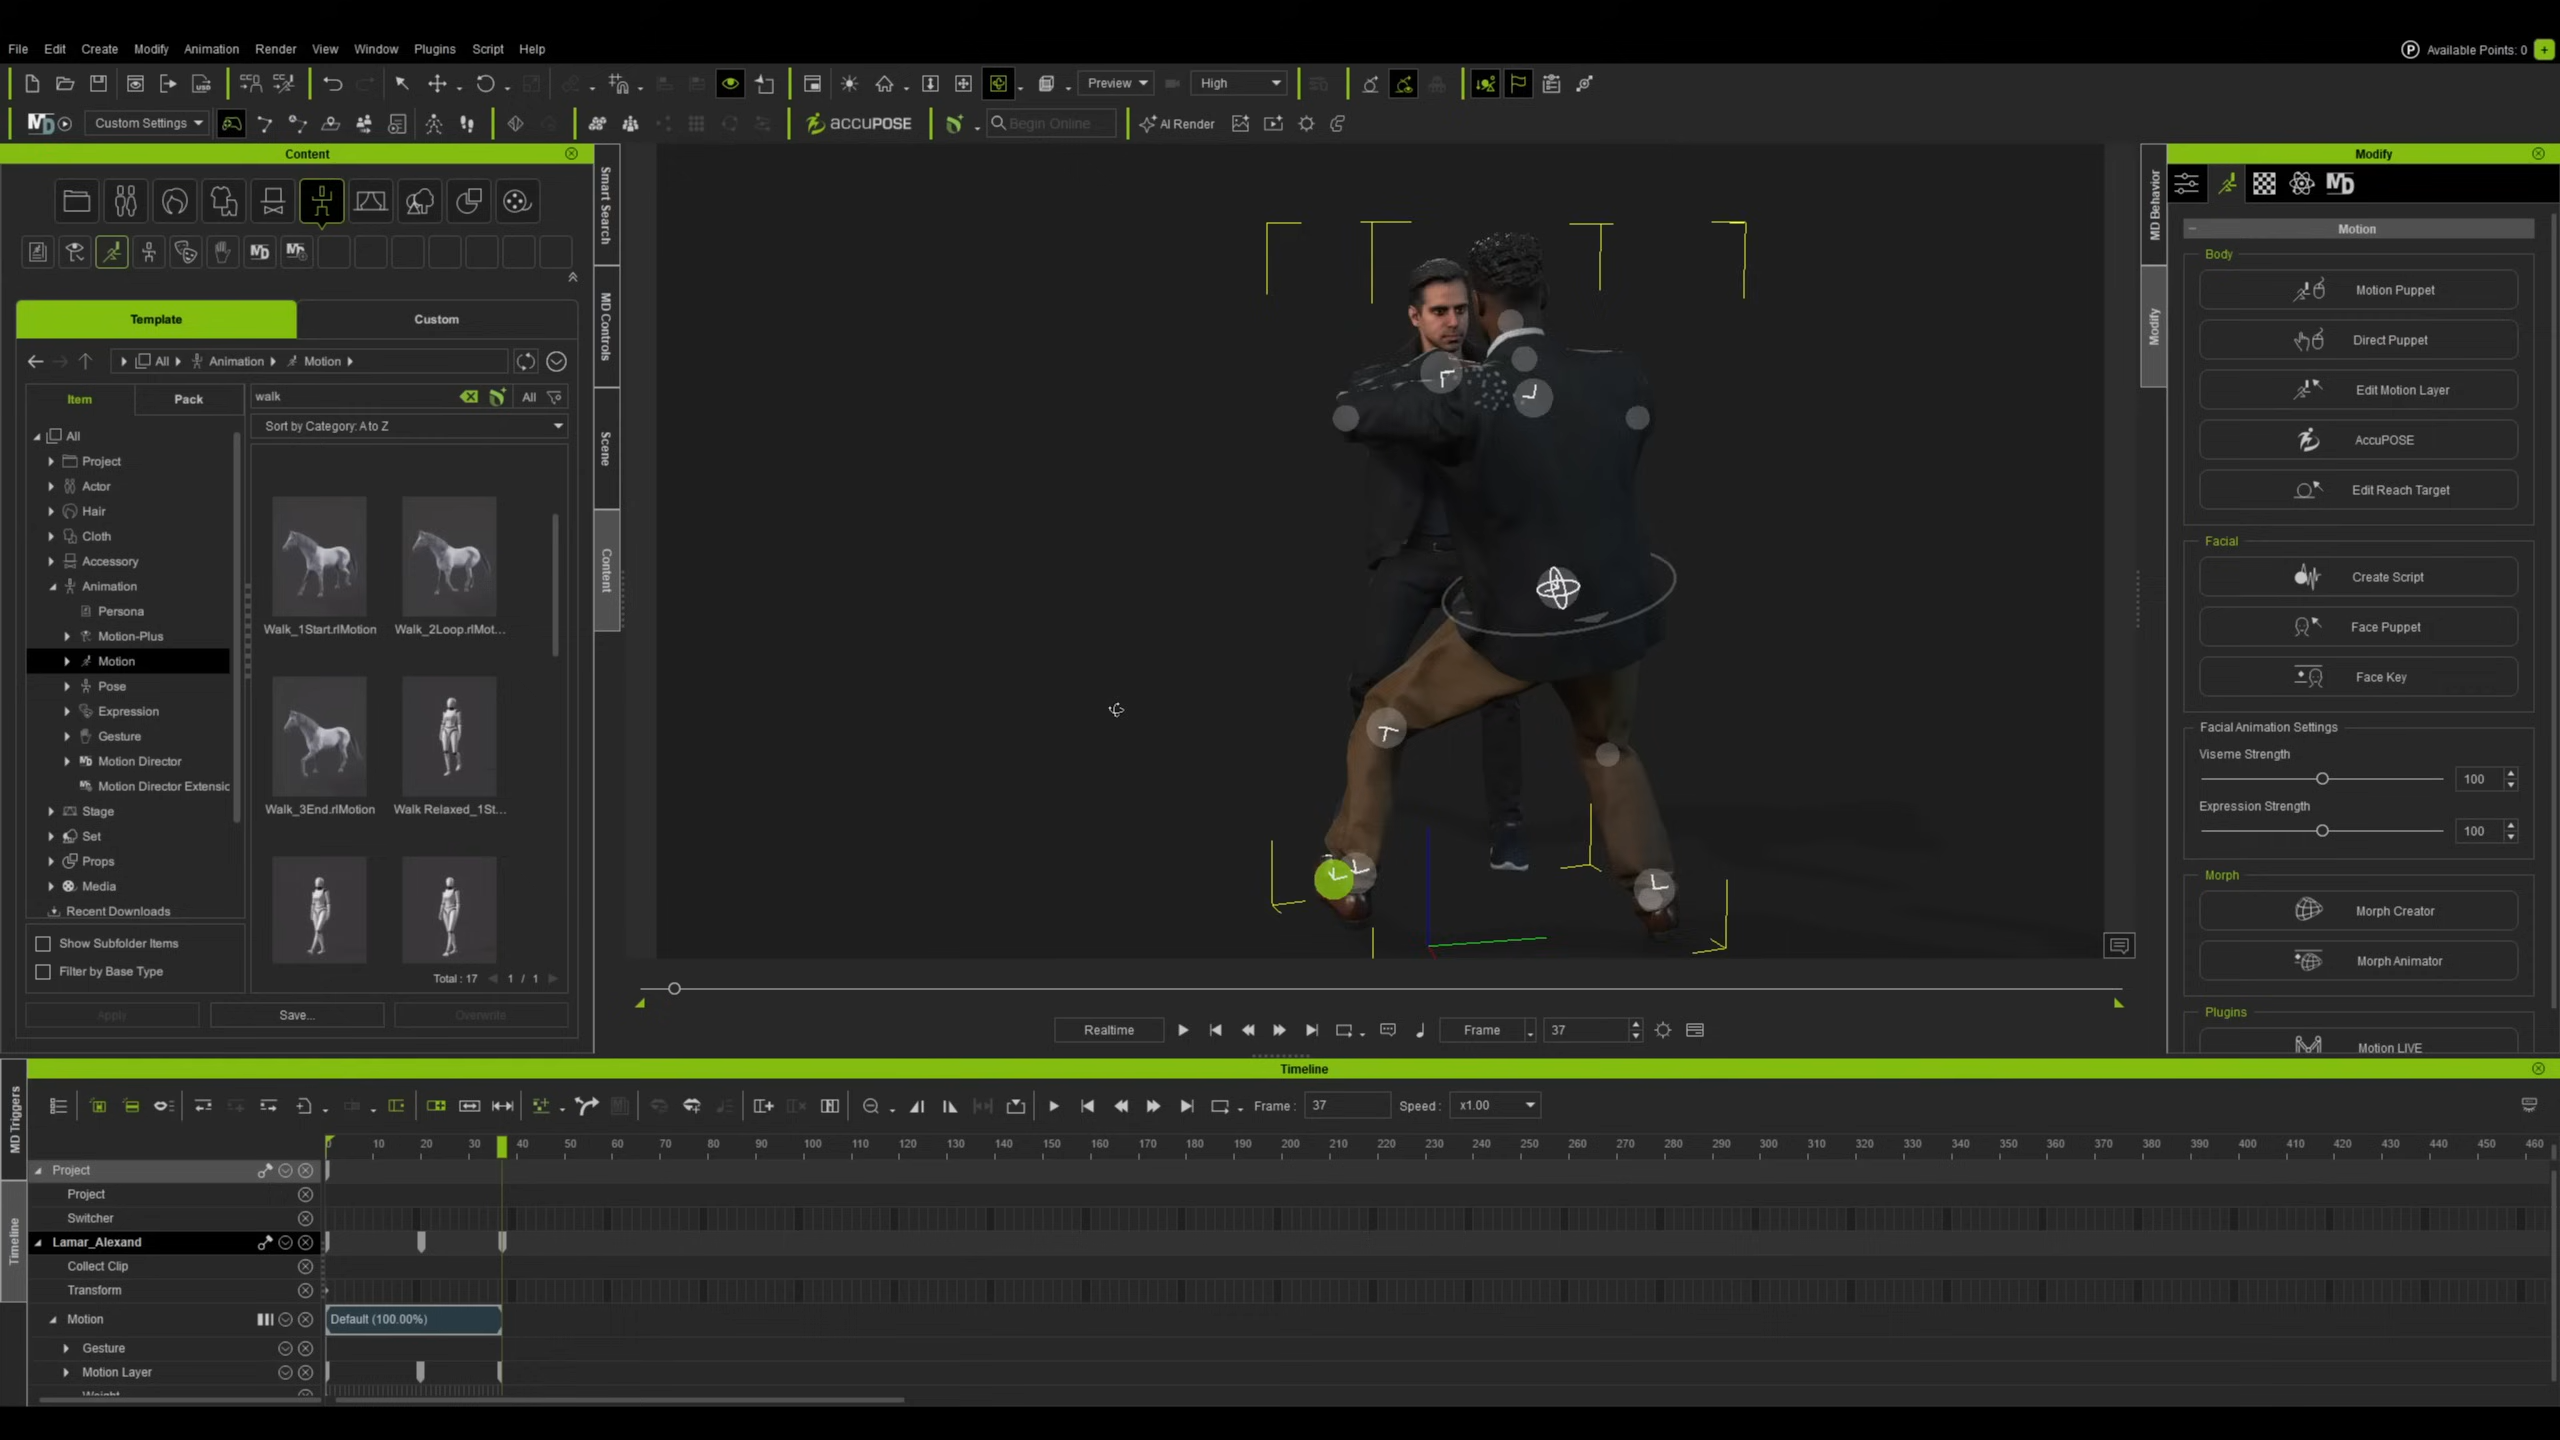 File Edit Create Modify Animation Render View Window Plugins Script Help
Available Points: 0
Preview High
MD Custom Settings ACCUPOSE Begin Online... AI Render
Content
Template Custom
All Animation Motion
Item Pack
walk All
Sort by Category: A to Z
All
Project
Actor
Hair
Cloth
Accessory
Animation
Persona
Motion-Plus
Motion
Pose
Expression
Gesture
Motion Director
Motion Director Extensic
Stage
Set
Props
Media
Recent Downloads
Walk_1Start.rlMotion Walk_2Loop.rlMot...
Walk_3End.rlMotion Walk Relaxed_1St...
Show Subfolder Items
Filter by Base Type
Total : 17 1 / 1
Apply Save... Overwrite
Smart Search
MD Controls
Scene
Content
MD Behavior
Modify
Modify
MD
Motion
Body
Motion Puppet
Direct Puppet
Edit Motion Layer
AccuPOSE
Edit Reach Target
Facial
Create Script
Face Puppet
Face Key
Facial Animation Settings
Viseme Strength
100
Expression Strength
100
Morph
Morph Creator
Morph Animator
Plugins
Motion LIVE
Realtime Frame 37
Timeline
Frame : 37 Speed : x1.00
0 10 20 30 40 50 60 70 80 90 100 110 120 130 140 150 160 170 180 190 200 210 220 230 240 250 260 270 280 290 300 310 320 330 340 350 360 370 380 390 400 410 420 430 440 450 460
MD Triggers
Timeline
Project
Project
Switcher
Lamar_Alexand
Collect Clip
Transform
Motion Default (100.00%)
Gesture
Motion Layer
Weight